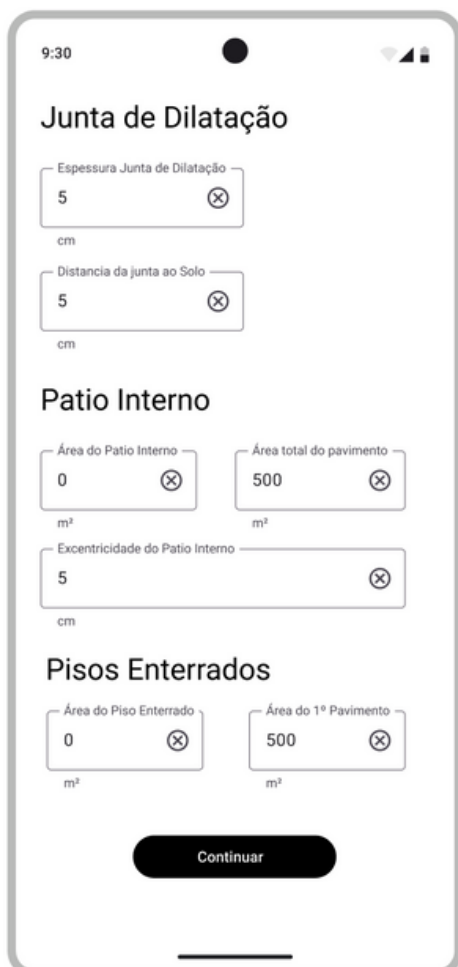 9:30
Junta de Dilatação
Espessura Junta de Dilatação
5
cm
Distancia da junta ao Solo
5
cm
Patio Interno
Área do Patio Interno Área total do pavimento
0 500
m² m²
Excentricidade do Patio Interno
5
cm
Pisos Enterrados
Área do Piso Enterrado Área do 1º Pavimento
0 500
m² m²
Continuar